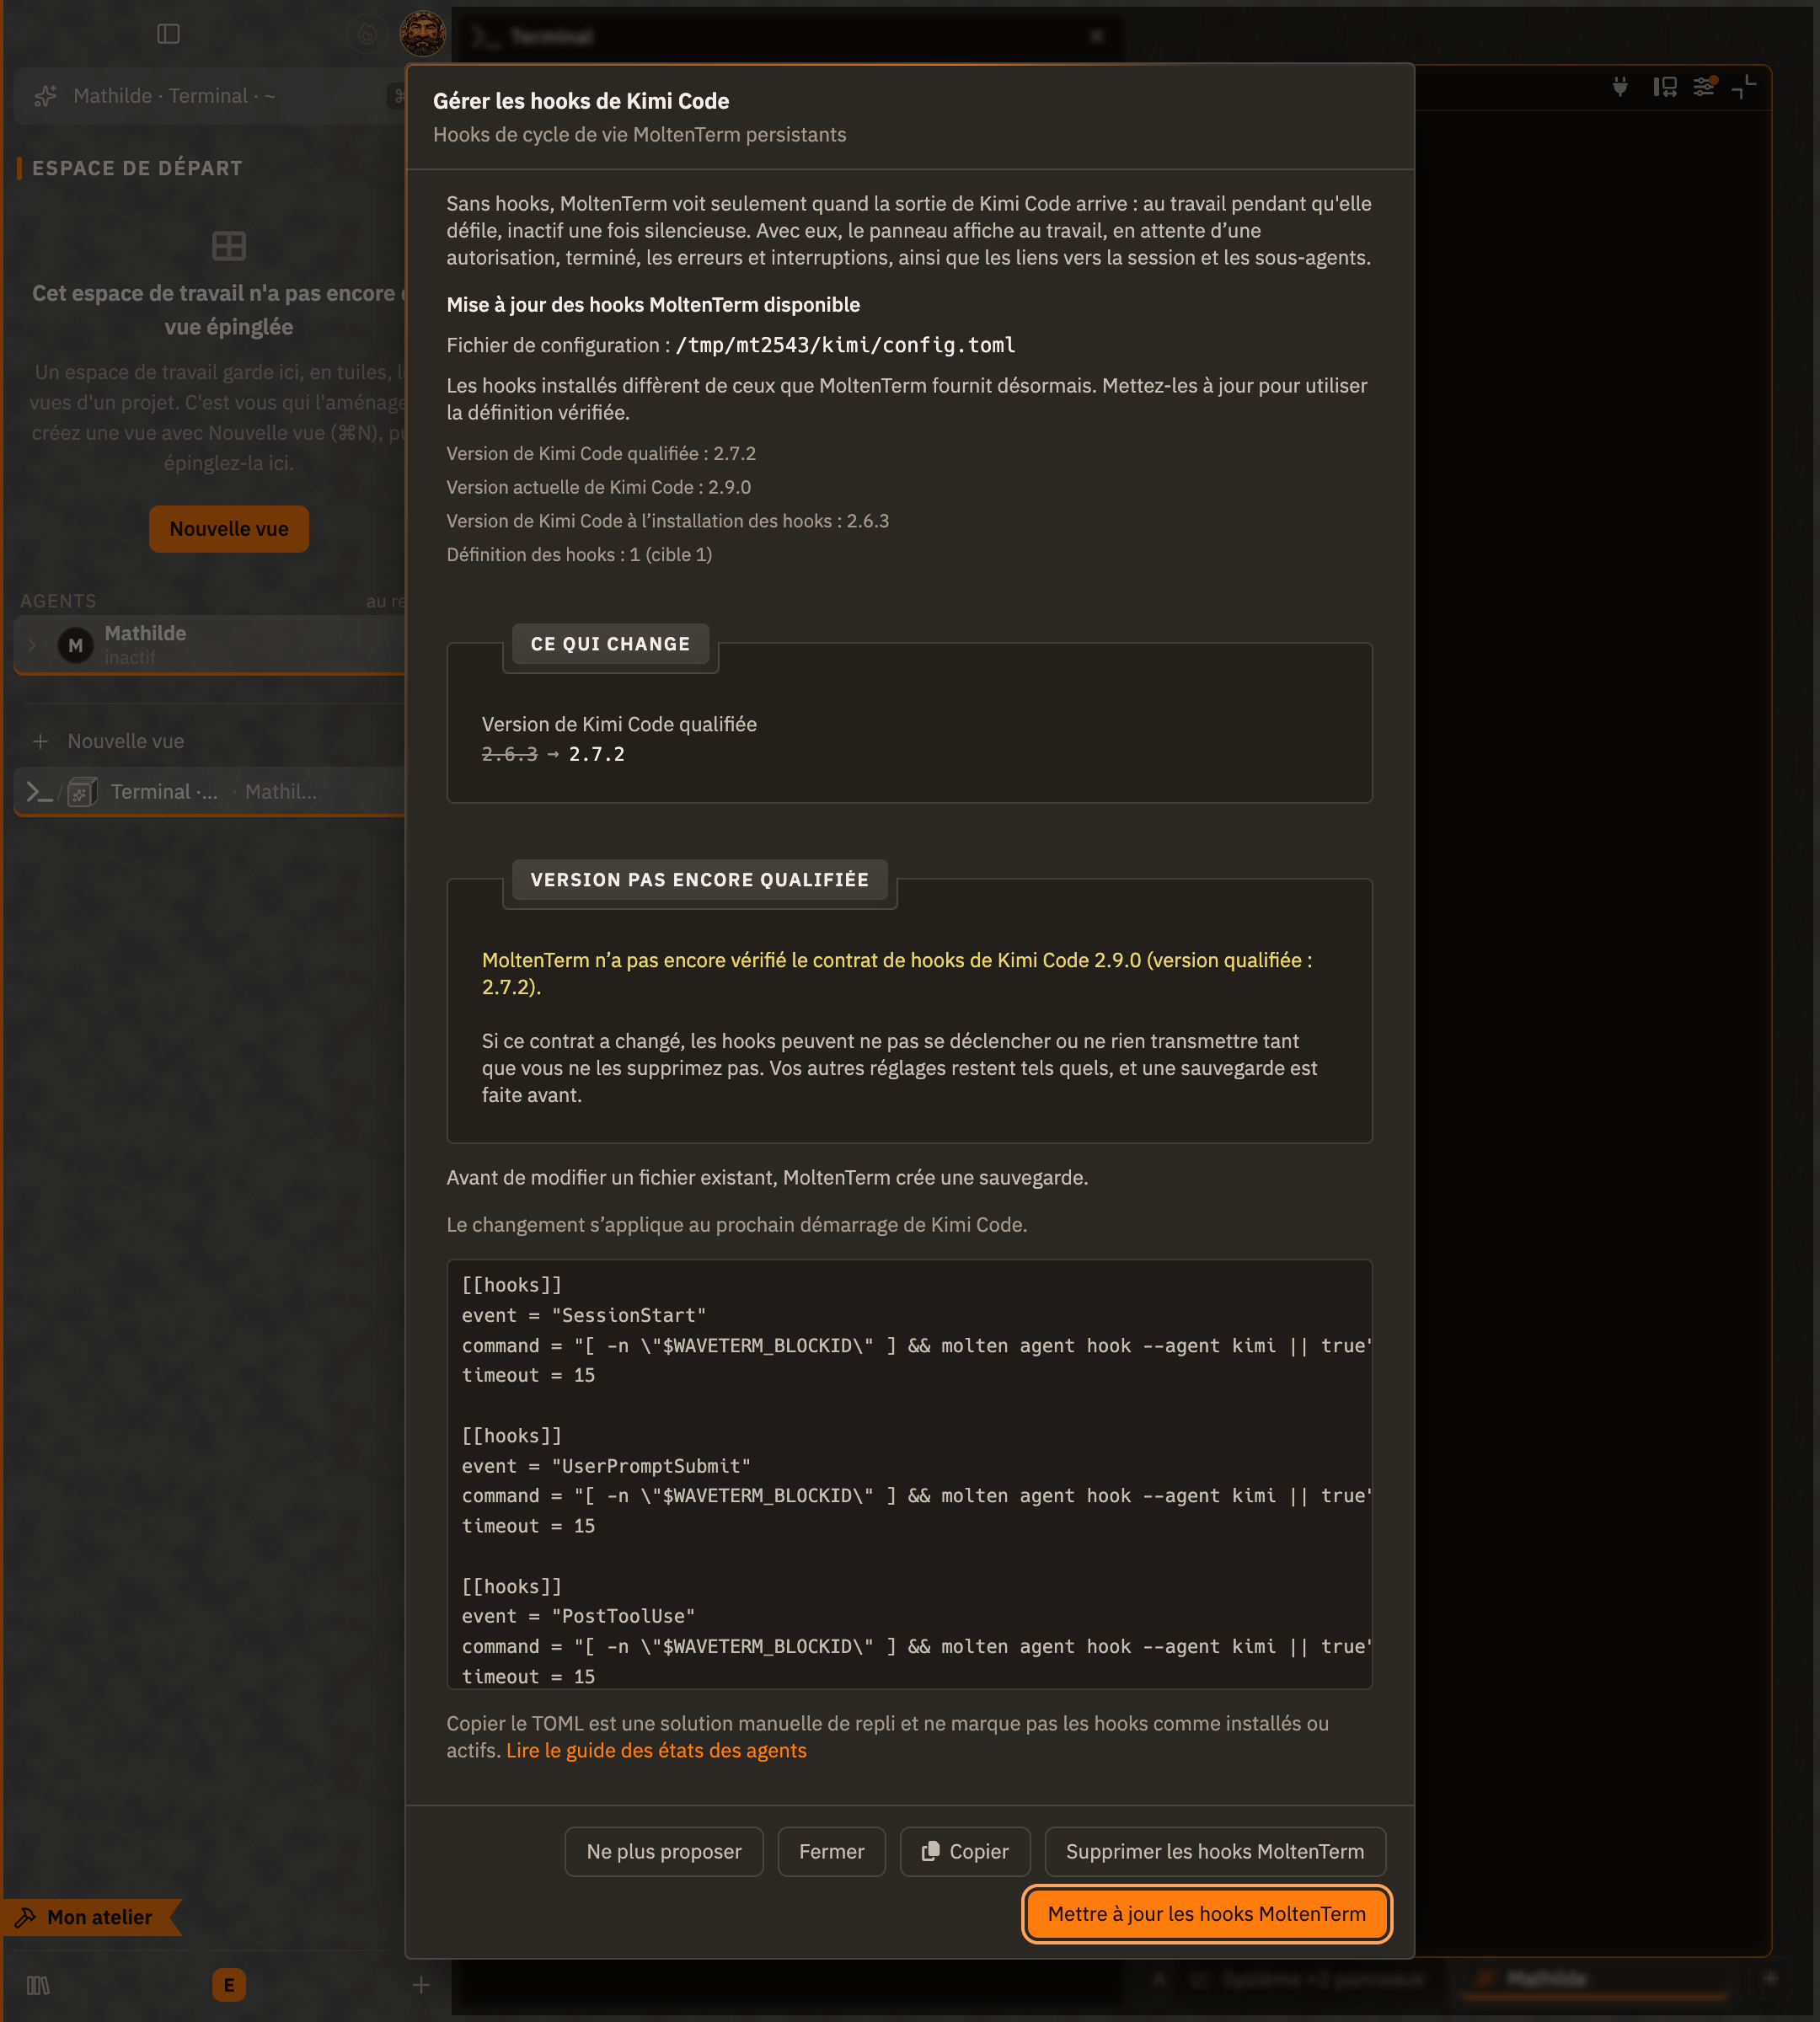 Terminal
Mathilde · Terminal · ~
ESPACE DE DÉPART
Cet espace de travail n'a pas encore
vue épinglée
Un espace de travail garde ici, en tuiles,
vues d'un projet. C'est vous qui l'aménage
créez une vue avec Nouvelle vue (⌘N),
épinglez-la ici.
Nouvelle vue
AGENTS
au re
M
Mathilde
inactif
Nouvelle vue
Terminal ·... · Mathil...
Mon atelier
E
Gérer les hooks de Kimi Code
Hooks de cycle de vie MoltenTerm persistants
Sans hooks, MoltenTerm voit seulement quand la sortie de Kimi Code arrive : au travail pendant qu'elle
défile, inactif une fois silencieuse. Avec eux, le panneau affiche au travail, en attente d’une
autorisation, terminé, les erreurs et interruptions, ainsi que les liens vers la session et les sous-agents.
Mise à jour des hooks MoltenTerm disponible
Fichier de configuration : /tmp/mt2543/kimi/config.toml
Les hooks installés diffèrent de ceux que MoltenTerm fournit désormais. Mettez-les à jour pour utiliser
la définition vérifiée.
Version de Kimi Code qualifiée : 2.7.2
Version actuelle de Kimi Code : 2.9.0
Version de Kimi Code à l’installation des hooks : 2.6.3
Définition des hooks : 1 (cible 1)
CE QUI CHANGE
Version de Kimi Code qualifiée
2.6.3 → 2.7.2
VERSION PAS ENCORE QUALIFIÉE
MoltenTerm n’a pas encore vérifié le contrat de hooks de Kimi Code 2.9.0 (version qualifiée :
2.7.2).
Si ce contrat a changé, les hooks peuvent ne pas se déclencher ou ne rien transmettre tant
que vous ne les supprimez pas. Vos autres réglages restent tels quels, et une sauvegarde est
faite avant.
Avant de modifier un fichier existant, MoltenTerm crée une sauvegarde.
Le changement s’applique au prochain démarrage de Kimi Code.
[[hooks]]
event = "SessionStart"
command = "[ -n \"$WAVETERM_BLOCKID\" ] && molten agent hook --agent kimi || true"
timeout = 15
[[hooks]]
event = "UserPromptSubmit"
command = "[ -n \"$WAVETERM_BLOCKID\" ] && molten agent hook --agent kimi || true"
timeout = 15
[[hooks]]
event = "PostToolUse"
command = "[ -n \"$WAVETERM_BLOCKID\" ] && molten agent hook --agent kimi || true"
timeout = 15
Copier le TOML est une solution manuelle de repli et ne marque pas les hooks comme installés ou
actifs. Lire le guide des états des agents
Ne plus proposer
Fermer
Copier
Supprimer les hooks MoltenTerm
Mettre à jour les hooks MoltenTerm
Système +2 panneaux
Mathilde